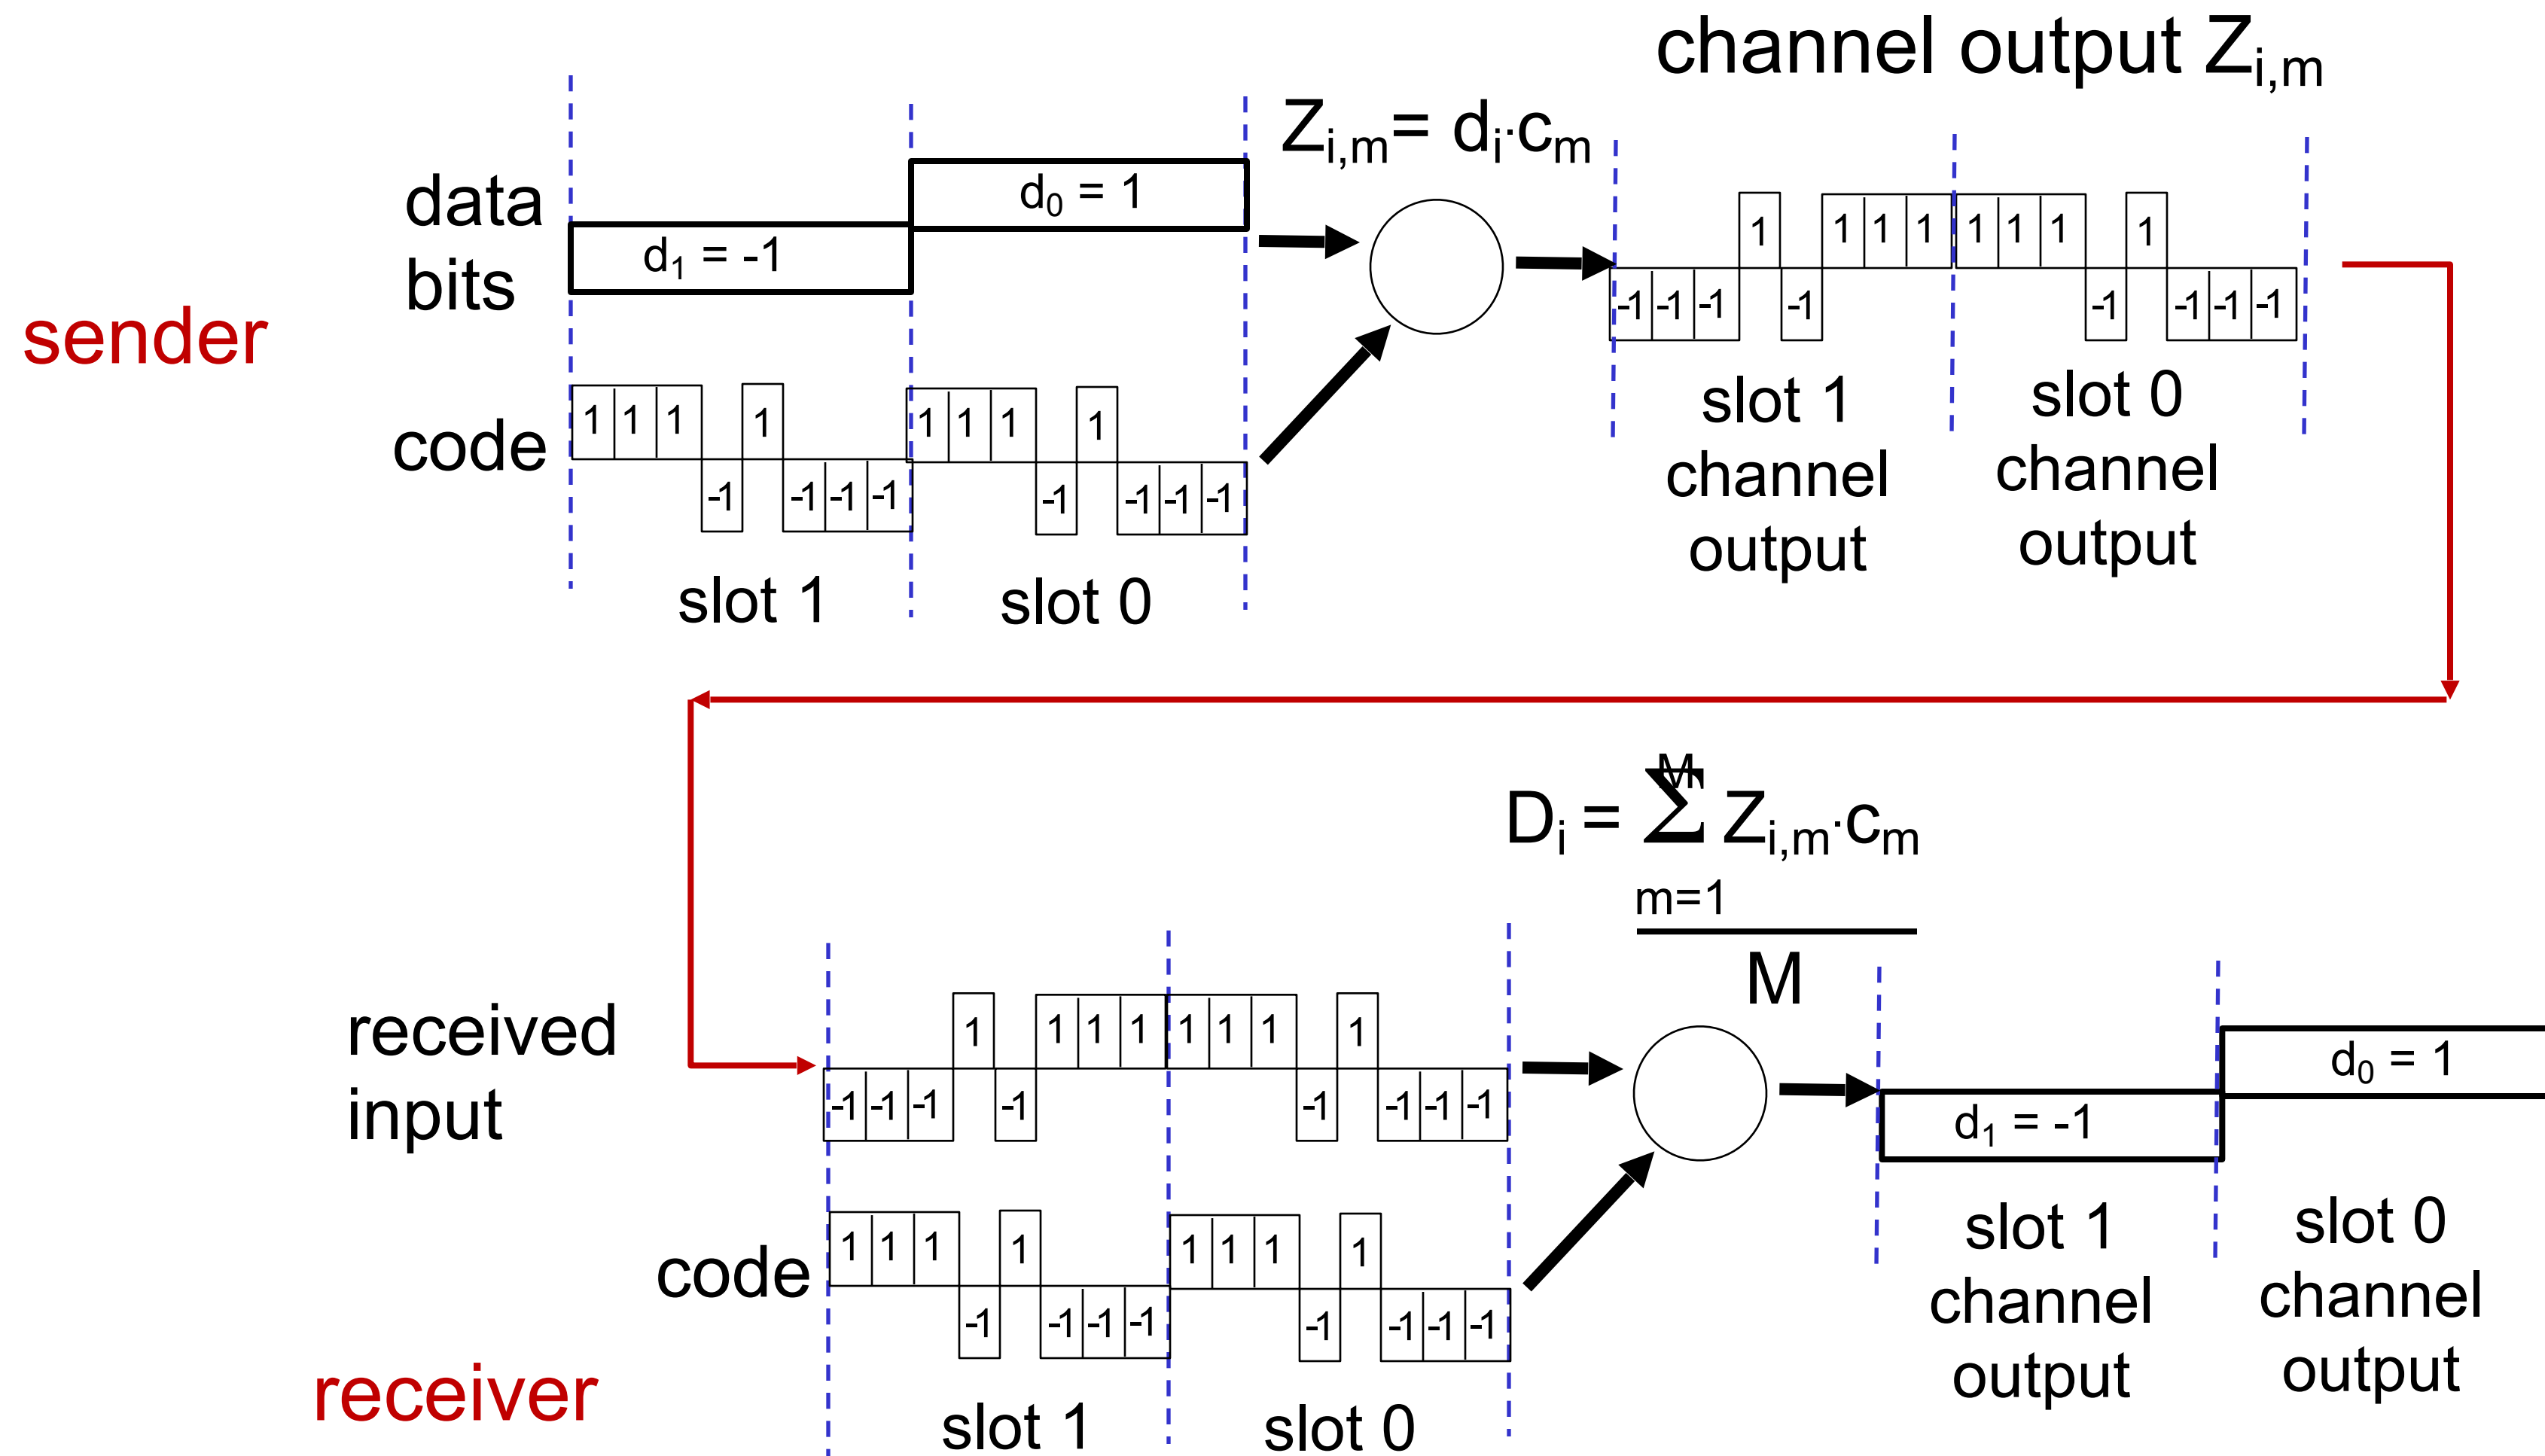 channel output Z_i,m
Z_i,m = d_i·c_m
data
bits
d_0 = 1
d_1 = -1
sender
1 1 1 1 1 1 1 1
-1 -1 -1 -1 -1 -1 -1 -1
code
1 1 1 1 1 1 1 1
-1 -1 -1 -1 -1 -1 -1 -1
slot 1
slot 0
slot 1
channel
output
slot 0
channel
output
M
D_i = Σ Z_i,m·c_m
m=1
M
received
input
1 1 1 1 1 1 1 1
-1 -1 -1 -1 -1 -1 -1 -1
d_0 = 1
d_1 = -1
code
1 1 1 1 1 1 1 1
-1 -1 -1 -1 -1 -1 -1 -1
receiver
slot 1
slot 0
slot 1
channel
output
slot 0
channel
output